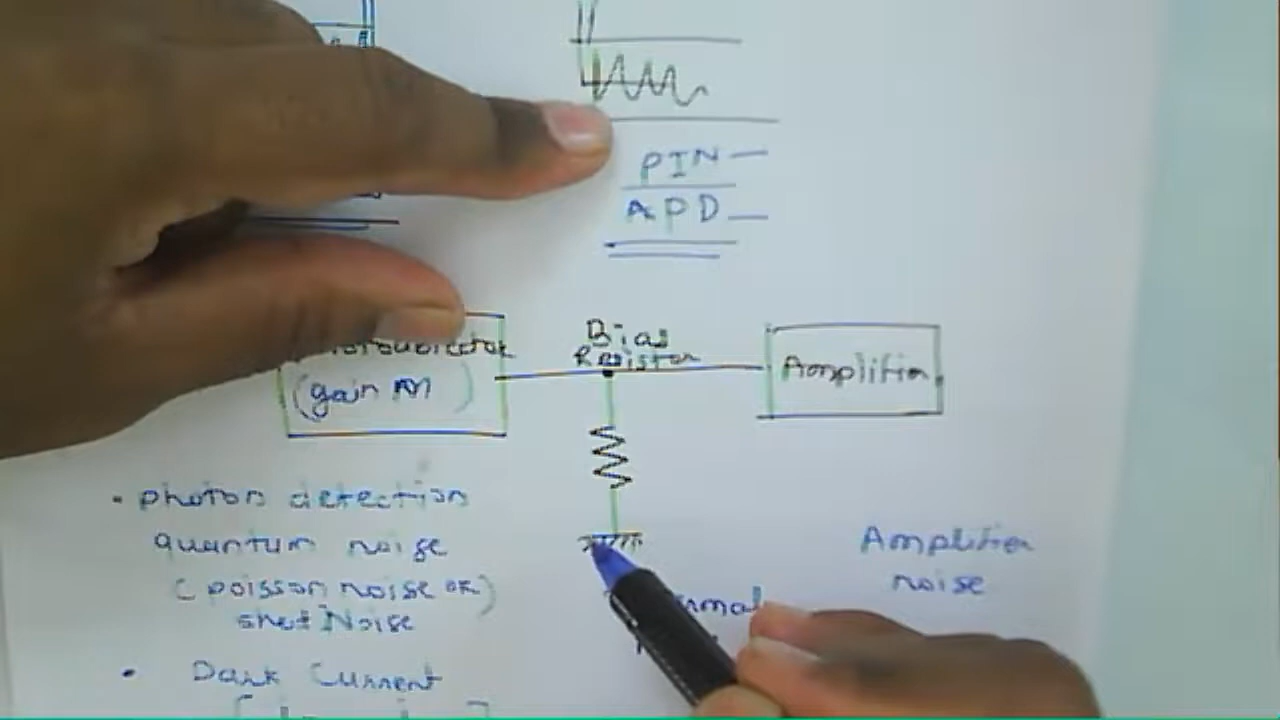 PIN
APD
Bias
Resistor
(gain M)
Amplifier
• photon detection
quantum noise
(poisson noise or)
shot Noise
Amplifier
noise
• Dark Current